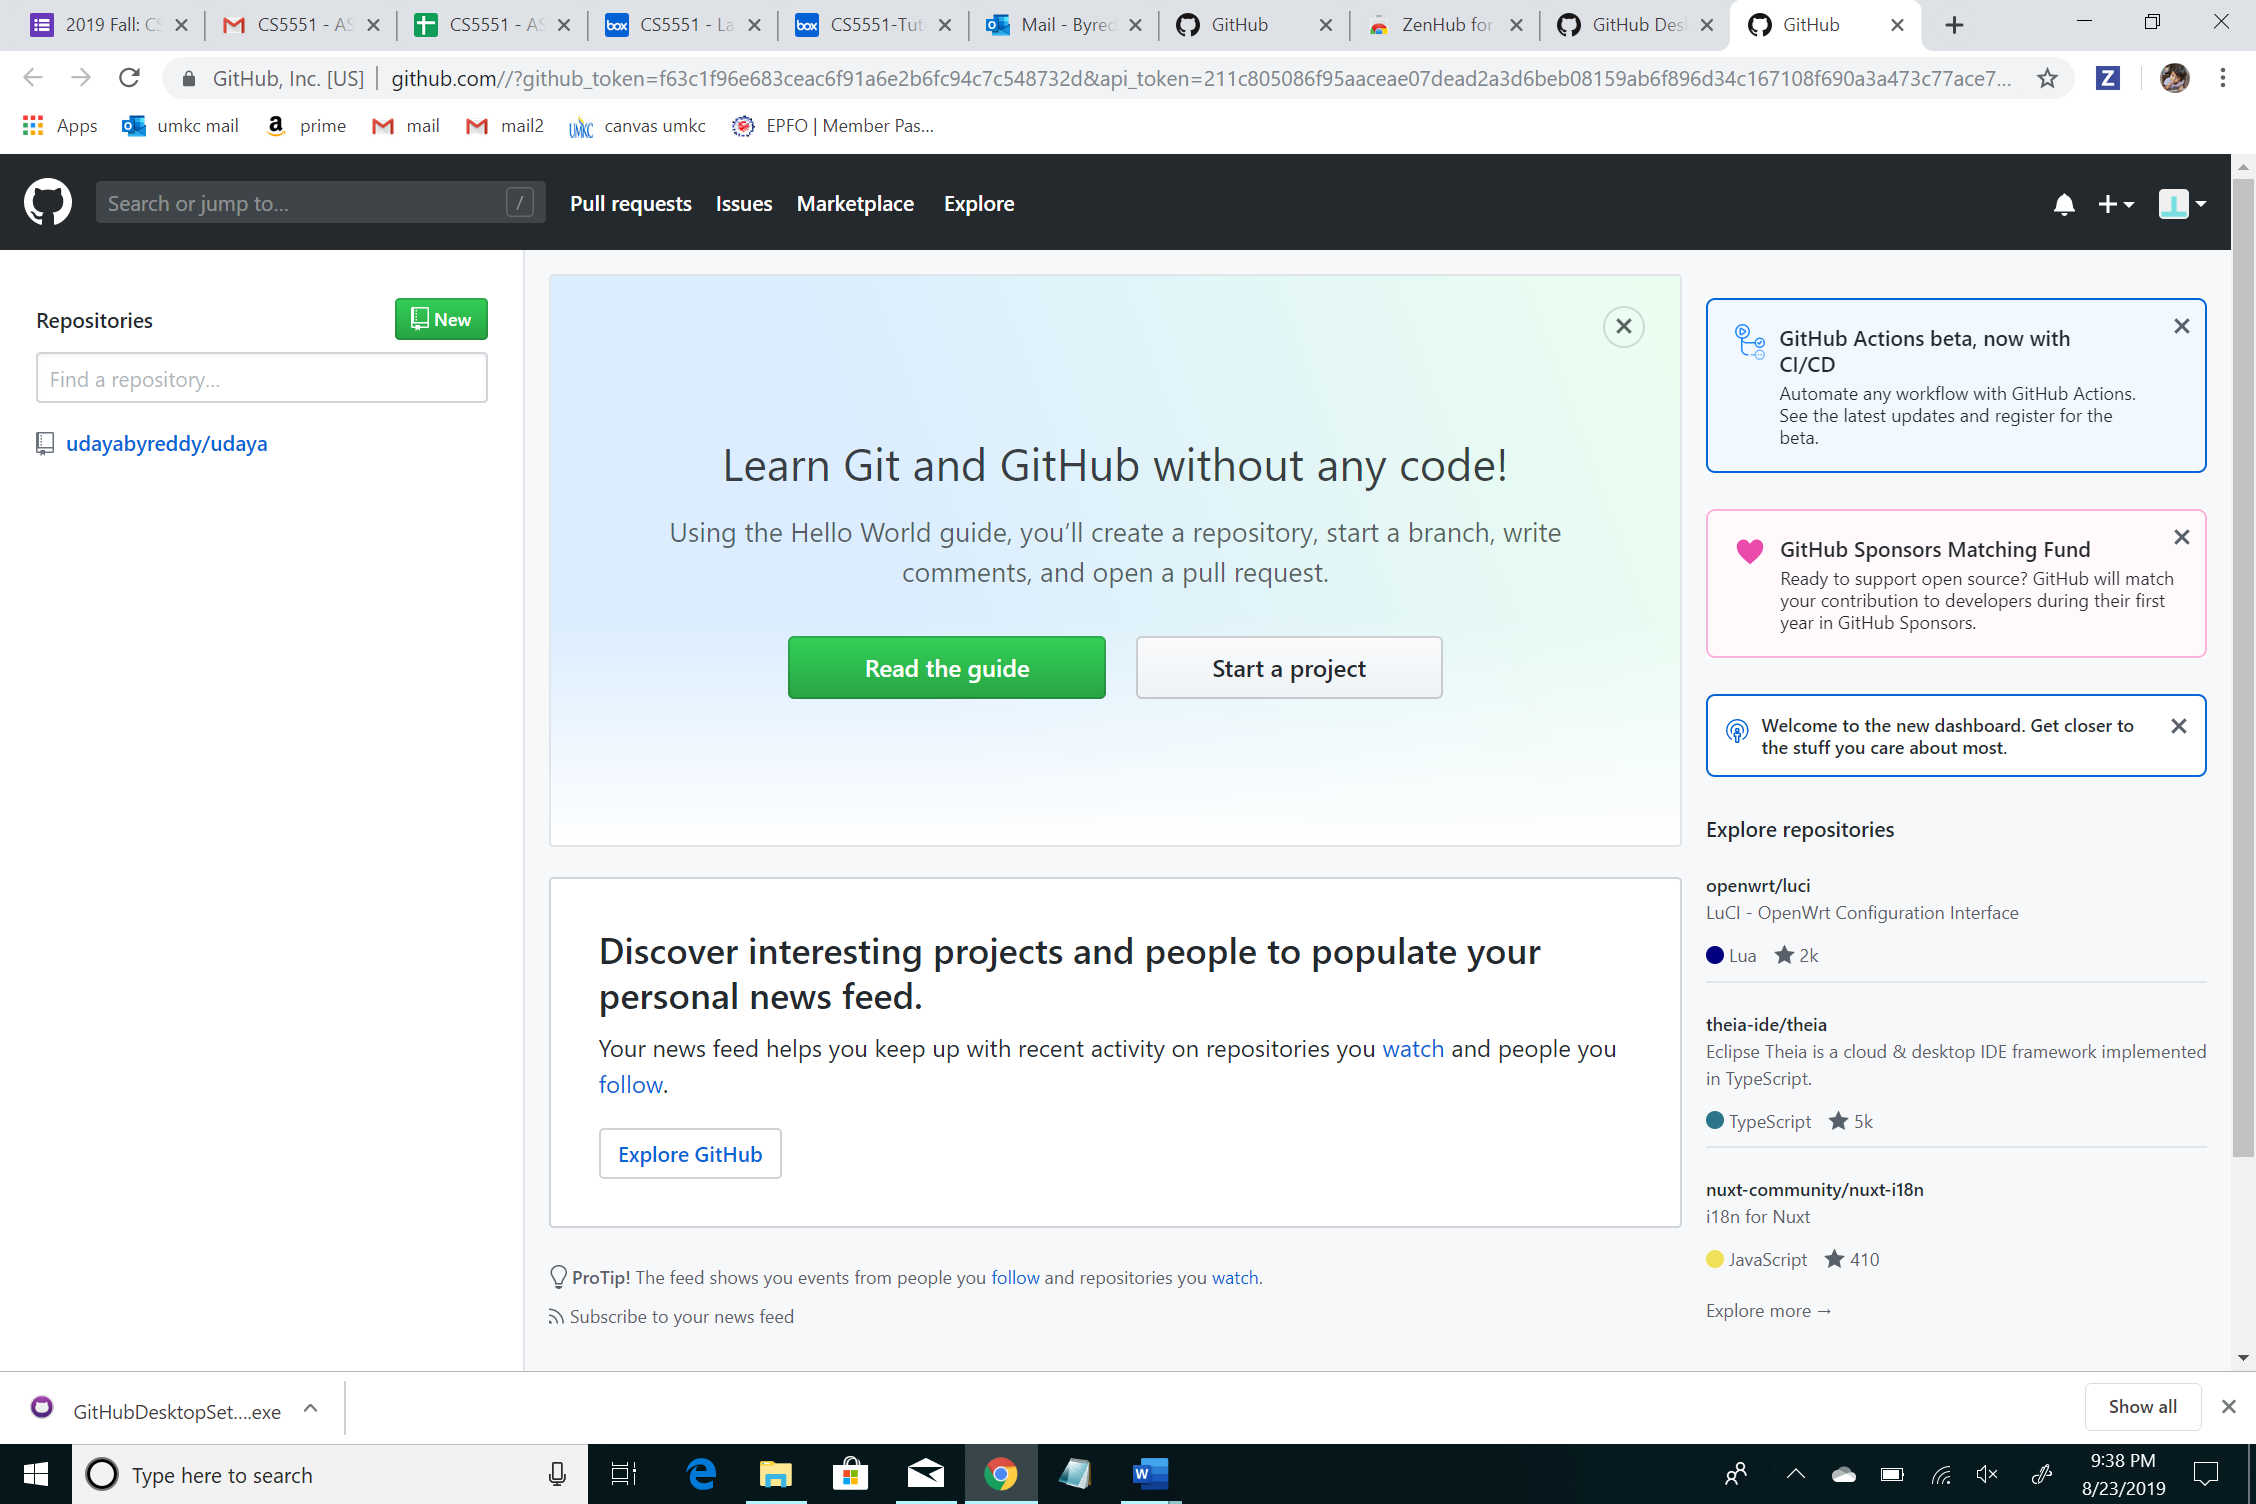 2019 Fall: CS
CS5551 - AS
CS5551 - AS
CS5551 - La
CS5551-Tut
Mail - Byred
GitHub
ZenHub for
GitHub Desk
GitHub
GitHub, Inc. [US]
github.com//?github_token=f63c1f96e683ceac6f91a6e2b6fc94c7c548732d&api_token=211c805086f95aaceae07dead2a3d6beb08159ab6f896d34c167108f690a3a473c77ace7...
Z
Apps
umkc mail
prime
mail
mail2
canvas umkc
EPFO | Member Pas...
Search or jump to...
/
Pull requests
Issues
Marketplace
Explore
Repositories
New
Find a repository...
udayabyreddy/udaya
Learn Git and GitHub without any code!
Using the Hello World guide, you’ll create a repository, start a branch, write
comments, and open a pull request.
Read the guide
Start a project
Discover interesting projects and people to populate your
personal news feed.
Your news feed helps you keep up with recent activity on repositories you watch and people you
follow.
Explore GitHub
ProTip! The feed shows you events from people you follow and repositories you watch.
Subscribe to your news feed
GitHub Actions beta, now with
CI/CD
Automate any workflow with GitHub Actions.
See the latest updates and register for the
beta.
GitHub Sponsors Matching Fund
Ready to support open source? GitHub will match
your contribution to developers during their first
year in GitHub Sponsors.
Welcome to the new dashboard. Get closer to
the stuff you care about most.
Explore repositories
openwrt/luci
LuCI - OpenWrt Configuration Interface
Lua ★ 2k
theia-ide/theia
Eclipse Theia is a cloud & desktop IDE framework implemented
in TypeScript.
TypeScript ★ 5k
nuxt-community/nuxt-i18n
i18n for Nuxt
JavaScript ★ 410
Explore more →
GitHubDesktopSet....exe
Show all
Type here to search
9:38 PM
8/23/2019